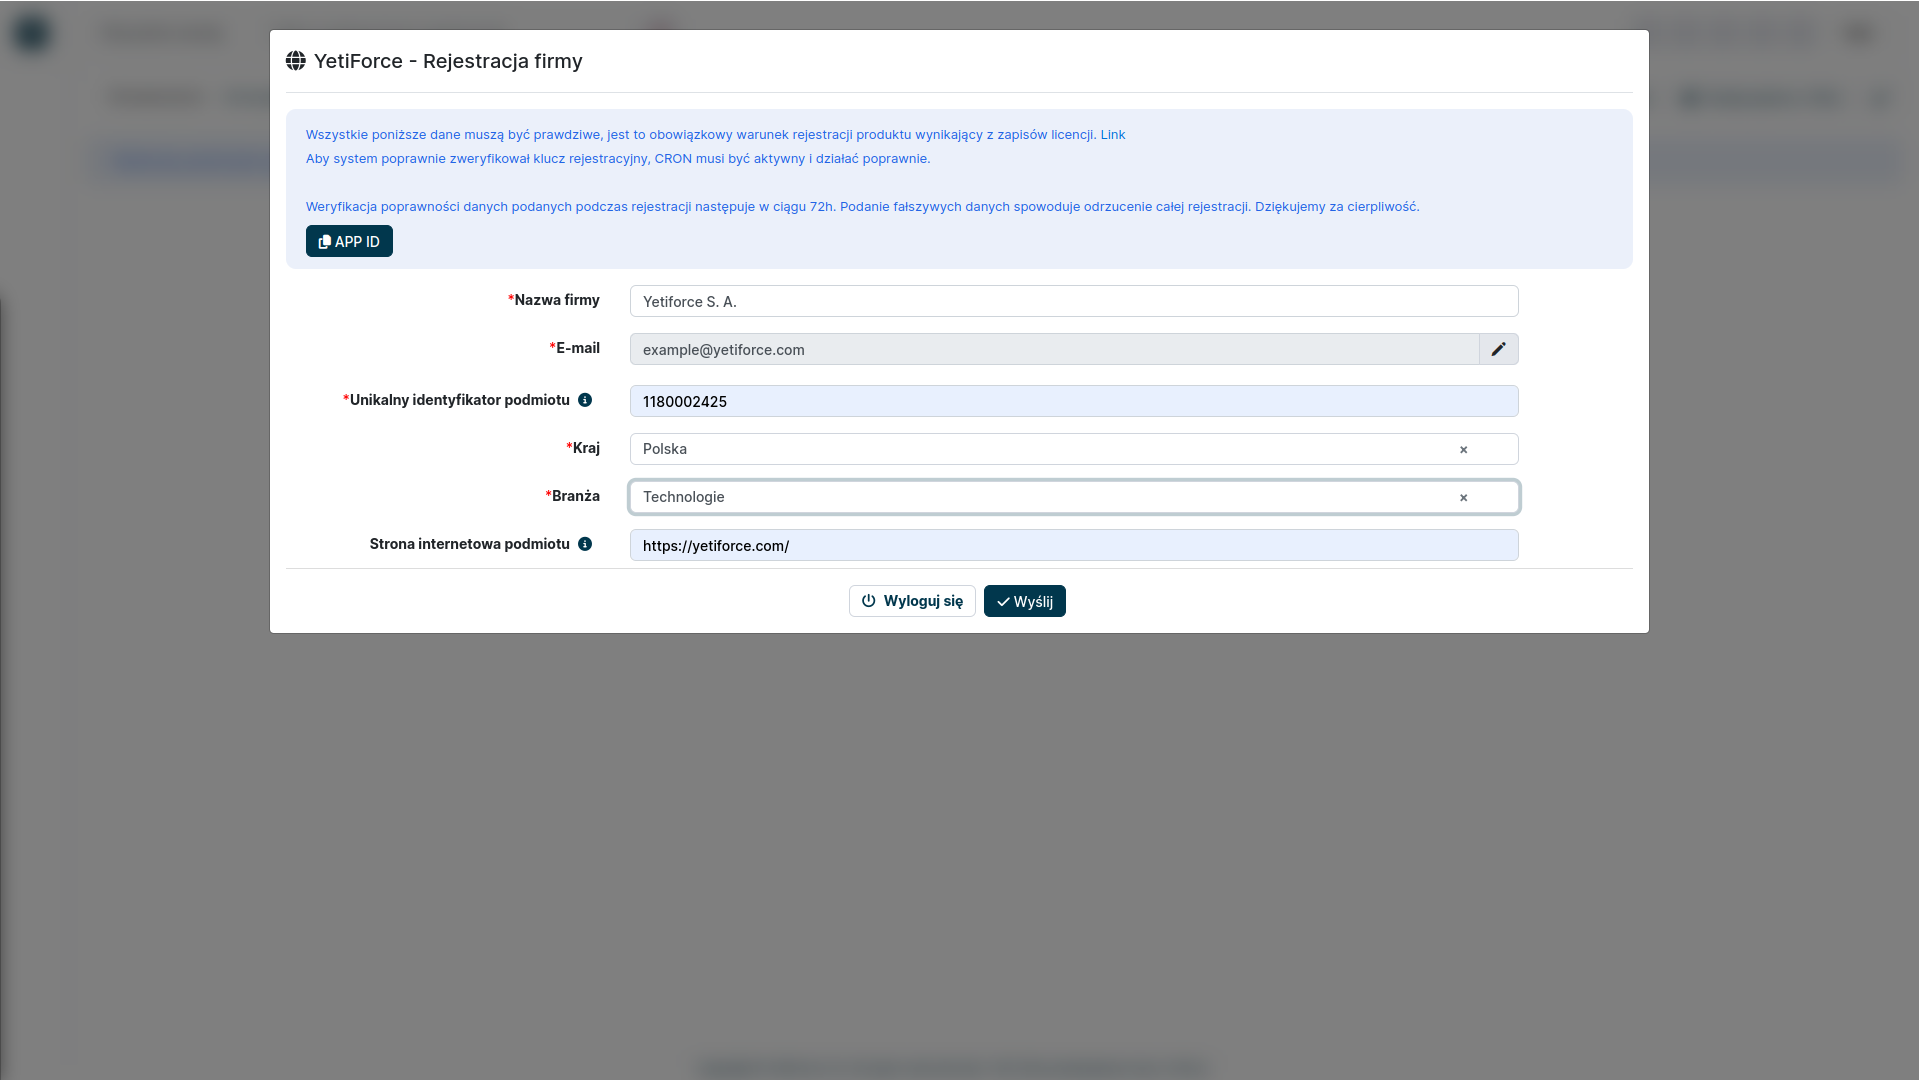 YetiForce - Rejestracja firmy
Wszystkie poniższe dane muszą być prawdziwe, jest to obowiązkowy warunek rejestracji produktu wynikający z zapisów licencji. Link
Aby system poprawnie zweryfikował klucz rejestracyjny, CRON musi być aktywny i działać poprawnie.
Weryfikacja poprawności danych podanych podczas rejestracji następuje w ciągu 72h. Podanie fałszywych danych spowoduje odrzucenie całej rejestracji. Dziękujemy za cierpliwość.
APP ID
*Nazwa firmy Yetiforce S. A.
*E-mail example@yetiforce.com
*Unikalny identyfikator podmiotu 1180002425
*Kraj Polska ×
*Branża Technologie ×
Strona internetowa podmiotu https://yetiforce.com/
Wyloguj się Wyślij